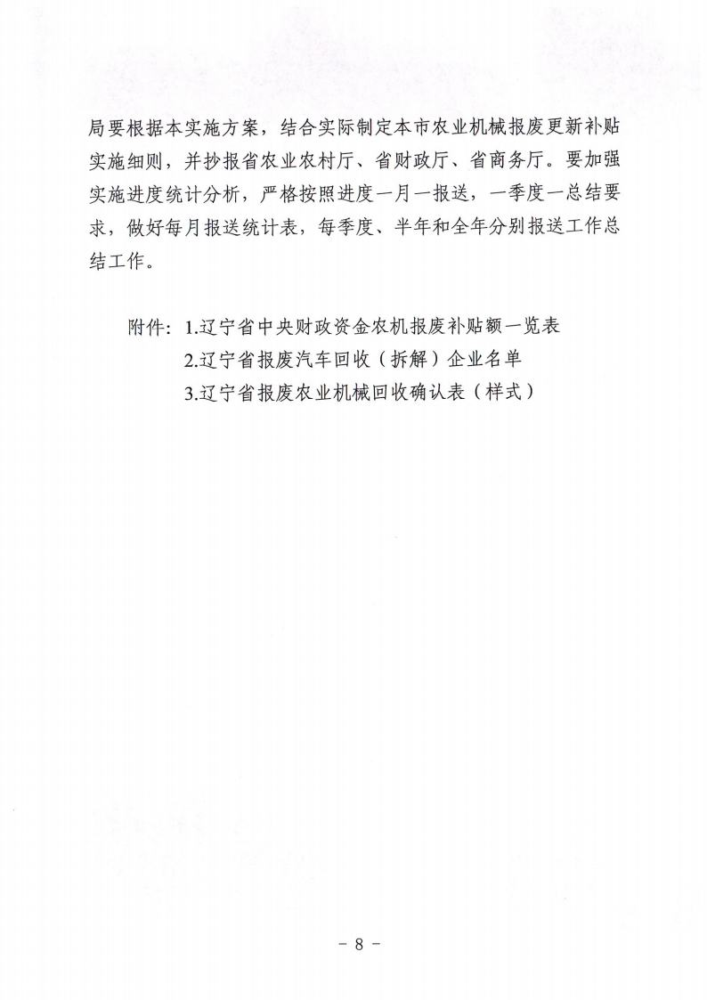 局要根据本实施方案，结合实际制定本市农业机械报废更新补贴
实施细则，并抄报省农业农村厅、省财政厅、省商务厅。要加强
实施进度统计分析，严格按照进度一月一报送，一季度一总结要
求，做好每月报送统计表，每季度、半年和全年分别报送工作总
结工作。
附件：1.辽宁省中央财政资金农机报废补贴额一览表
2.辽宁省报废汽车回收（拆解）企业名单
3.辽宁省报废农业机械回收确认表（样式）
- 8 -